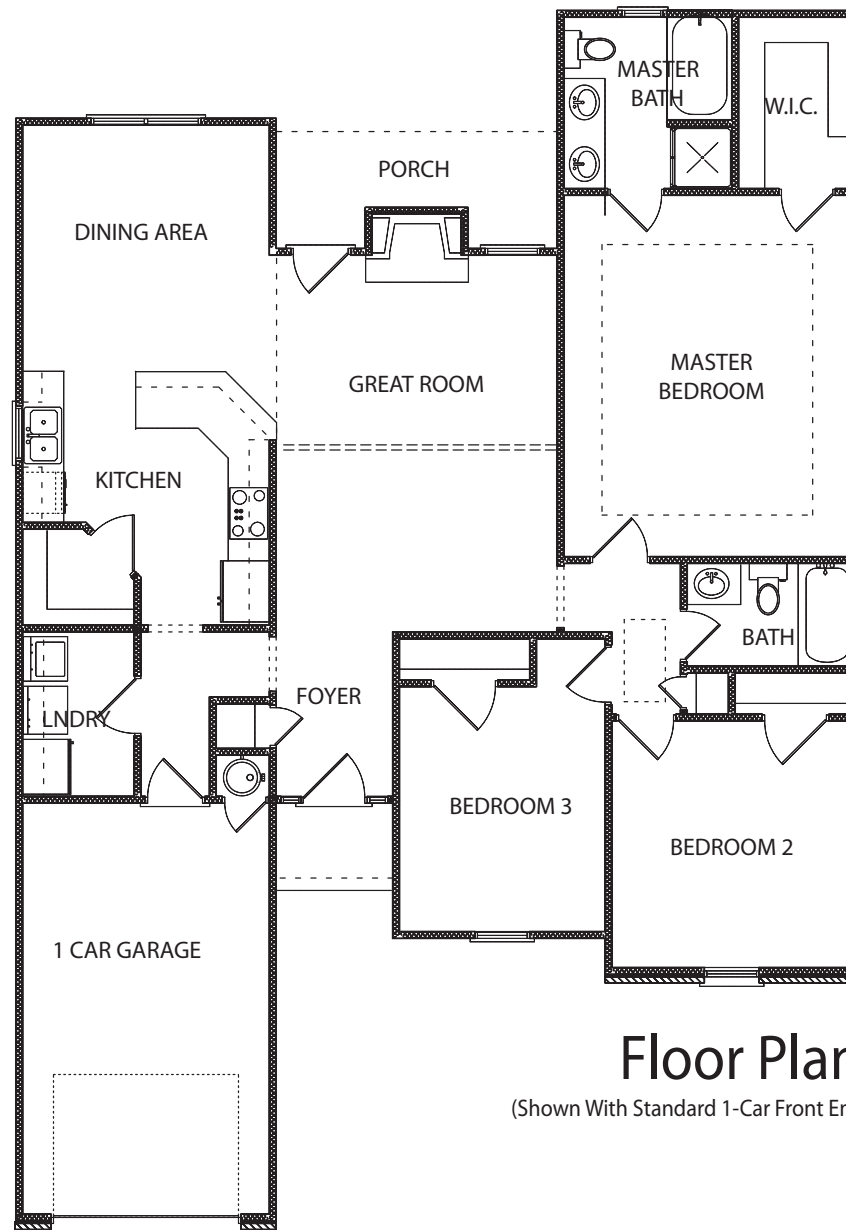 MASTER
BATH
W.I.C.
PORCH
DINING AREA
MASTER
BEDROOM
GREAT ROOM
KITCHEN
BATH
FOYER
LNDRY
BEDROOM 3
BEDROOM 2
1 CAR GARAGE
Floor Plan
(Shown With Standard 1-Car Front En